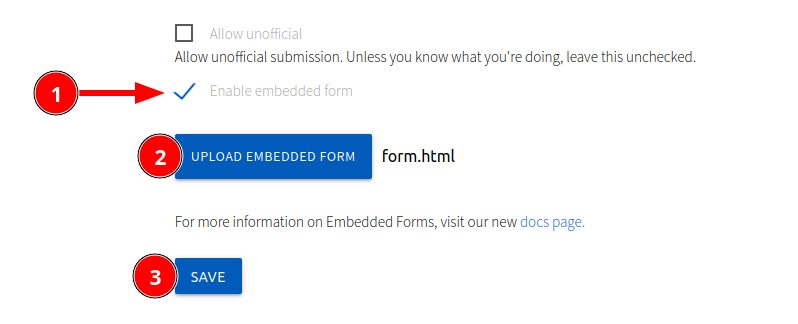 Allow unofficial
Allow unofficial submission. Unless you know what you're doing, leave this unchecked.
1 Enable embedded form
2 UPLOAD EMBEDDED FORM form.html
For more information on Embedded Forms, visit our new docs page.
3 SAVE